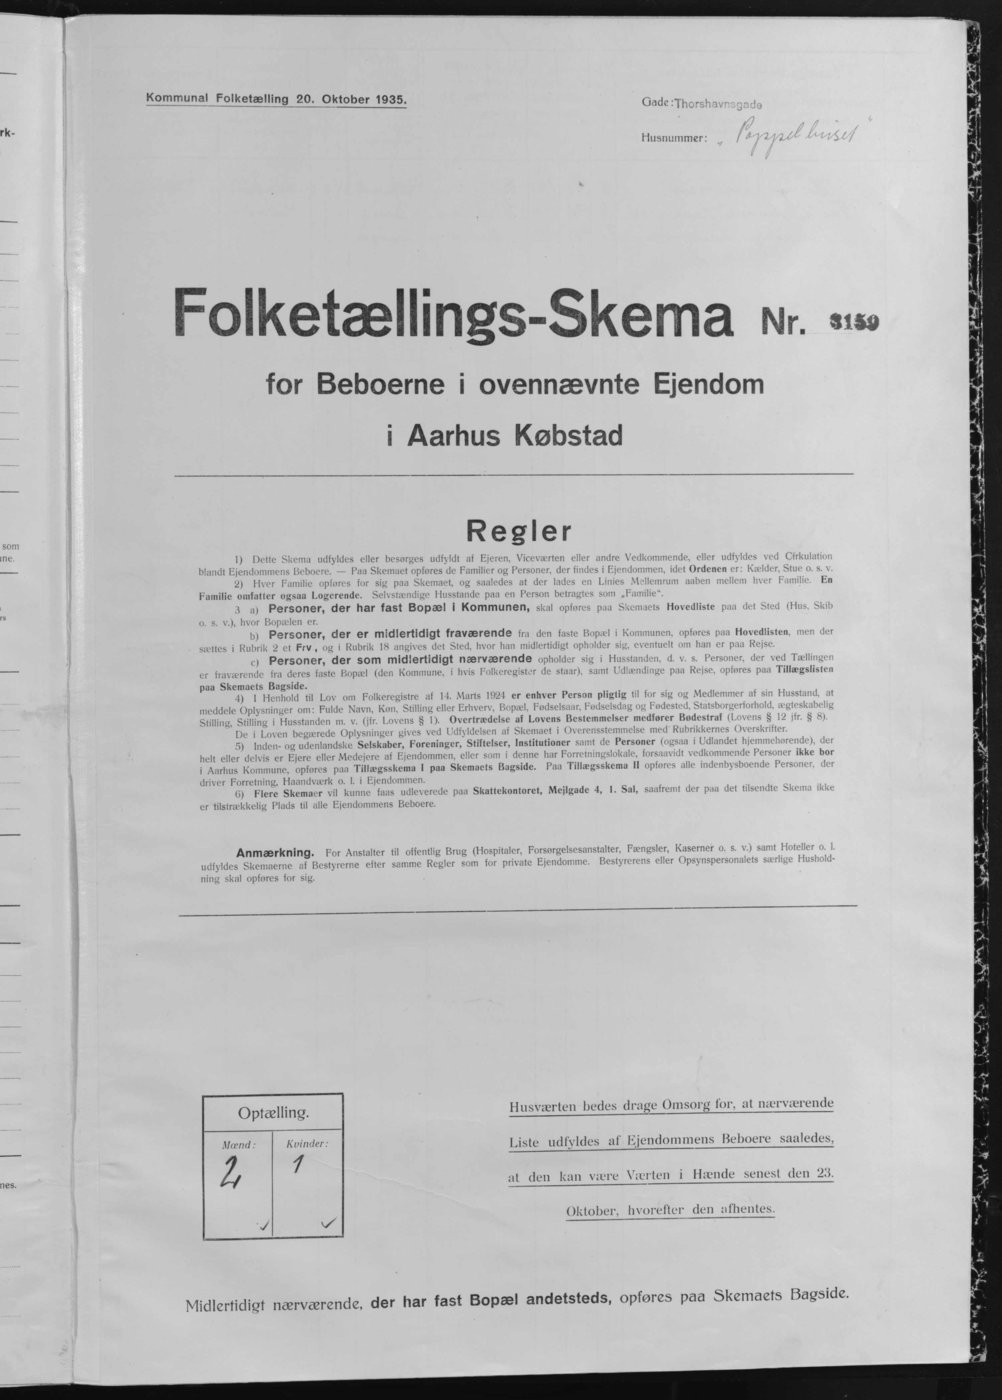 Kommunal Folketælling 20. Oktober 1935.
Gade: Thorshavnsgade
Husnummer: „Poppelhuset"
Folketællings-Skema Nr. 3159
for Beboerne i ovennævnte Ejendom
i Aarhus Købstad
Regler
1) Dette Skema udfyldes eller besørges udfyldt af Ejeren, Viceværten eller andre Vedkommende, eller udfyldes ved Cirkulation
blandt Ejendommens Beboere. — Paa Skemaet opføres de Familier og Personer, der findes i Ejendommen, idet Ordenen er: Kælder, Stue o. s. v.
2) Hver Familie opføres for sig paa Skemaet, og saaledes at der lades en Linies Mellemrum aaben mellem hver Familie. En
Familie omfatter ogsaa Logerende. Selvstændige Husstande paa en Person betragtes som „Familie“.
3 a) Personer, der har fast Bopæl i Kommunen, skal opføres paa Skemaets Hovedliste paa det Sted (Hus, Skib
o. s. v.), hvor Bopælen er.
b) Personer, der er midlertidigt fraværende fra den faste Bopæl i Kommunen, opføres paa Hovedlisten, men der
sættes i Rubrik 2 et Frv, og i Rubrik 18 angives det Sted, hvor han midlertidigt opholder sig, eventuelt om han er paa Rejse.
c) Personer, der som midlertidigt nærværende opholder sig i Husstanden, d. v. s. Personer, der ved Tællingen
er fraværende fra deres faste Bopæl (den Kommune, i hvis Folkeregister de staar), samt Udlændinge paa Rejse, opføres paa Tillægslisten
paa Skemaets Bagside.
4) I Henhold til Lov om Folkeregistre af 14. Marts 1924 er enhver Person pligtig til for sig og Medlemmer af sin Husstand, at
meddele Oplysninger om: Fulde Navn, Køn, Stilling eller Erhverv, Bopæl, Fødselsaar, Fødselsdag og Fødested, Statsborgerforhold, ægteskabelig
Stilling, Stilling i Husstanden m. v. (jfr. Lovens § 1). Overtrædelse af Lovens Bestemmelser medfører Bødestraf (Lovens § 12 jfr. § 8).
De i Loven begærede Oplysninger gives ved Udfyldelsen af Skemaet i Overensstemmelse med Rubrikkernes Overskrifter.
5) Inden- og udenlandske Selskaber, Foreninger, Stiftelser, Institutioner samt de Personer (ogsaa i Udlandet hjemmehørende), der
helt eller delvis er Ejere eller Medejere af Ejendommen, eller som i denne har Forretningslokale, forsaavidt vedkommende Personer ikke bor
i Aarhus Kommune, opføres paa Tillægsskema I paa Skemaets Bagside. Paa Tillægsskema II opføres alle indenbysboende Personer, der
driver Forretning, Haandværk o. l. i Ejendommen.
6) Flere Skemaer vil kunne faas udleverede paa Skattekontoret, Mejlgade 4, 1. Sal, saafremt der paa det tilsendte Skema ikke
er tilstrækkelig Plads til alle Ejendommens Beboere.
Anmærkning. For Anstalter til offentlig Brug (Hospitaler, Forsørgelsesanstalter, Fængsler, Kaserner o. s. v.) samt Hoteller o. l.
udfyldes Skemaerne af Bestyrerne efter samme Regler som for private Ejendomme. Bestyrerens eller Opsynspersonalets særlige Hushold-
ning skal opføres for sig.
Optælling.
Mænd: Kvinder:
2 1
Husværten bedes drage Omsorg for, at nærværende
Liste udfyldes af Ejendommens Beboere saaledes,
at den kan være Værten i Hænde senest den 23.
Oktober, hvorefter den afhentes.
Midlertidigt nærværende, der har fast Bopæl andetsteds, opføres paa Skemaets Bagside.